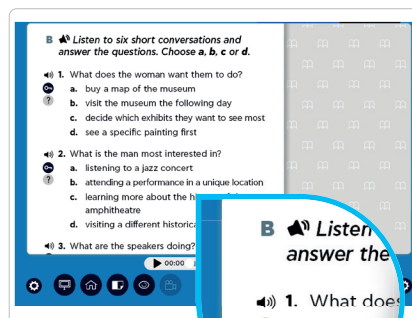 B Listen to six short conversations and
answer the questions. Choose a, b, c or d.
1. What does the woman want them to do?
a. buy a map of the museum
b. visit the museum the following day
c. decide which exhibits they want to see most
d. see a specific painting first
?
2. What is the man most interested in?
a. listening to a jazz concert
b. attending a performance in a unique location
c. learning more about the
amphitheatre
d. visiting a different
3. What are the speakers doing?
00:00
B Listen
answer the
1. What does